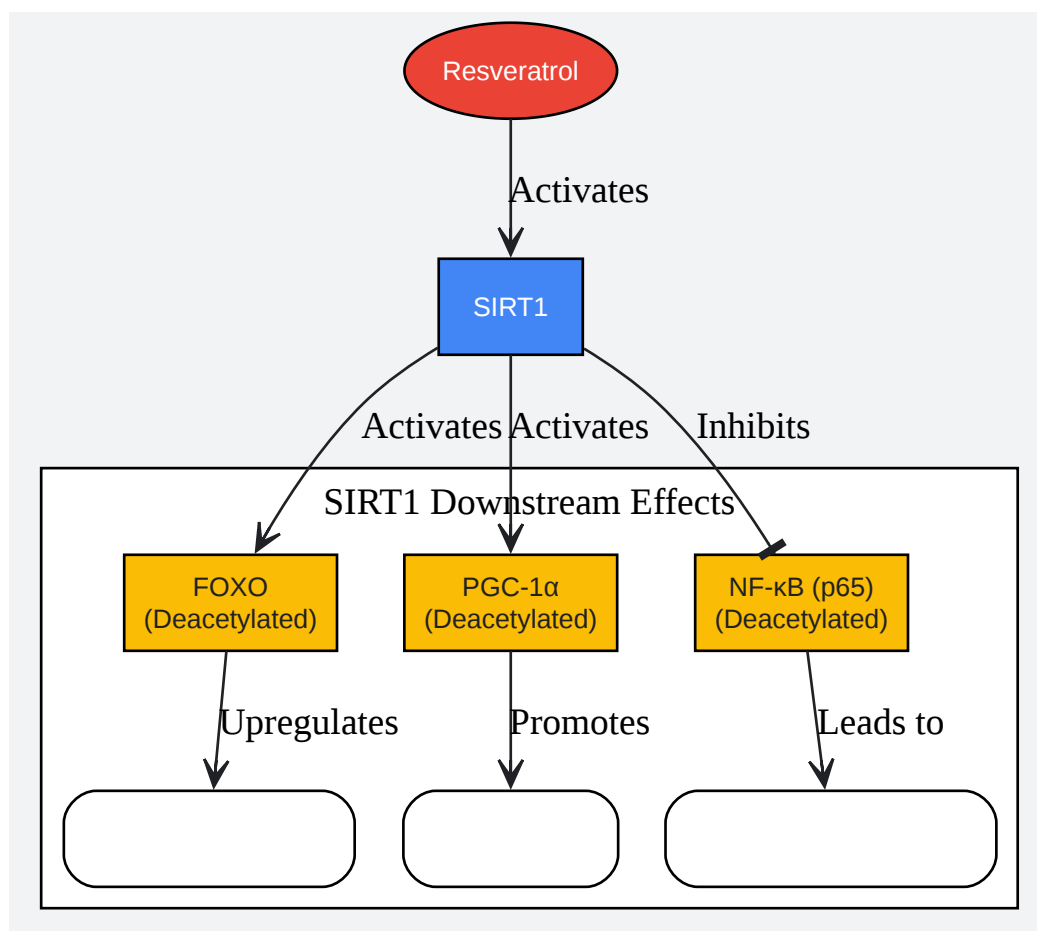 Resveratrol
Activates
SIRT1
Activates
Activates
Inhibits
SIRT1 Downstream Effects
FOXO
(Deacetylated)
PGC-1α
(Deacetylated)
NF-κB (p65)
(Deacetylated)
Upregulates
Promotes
Leads to